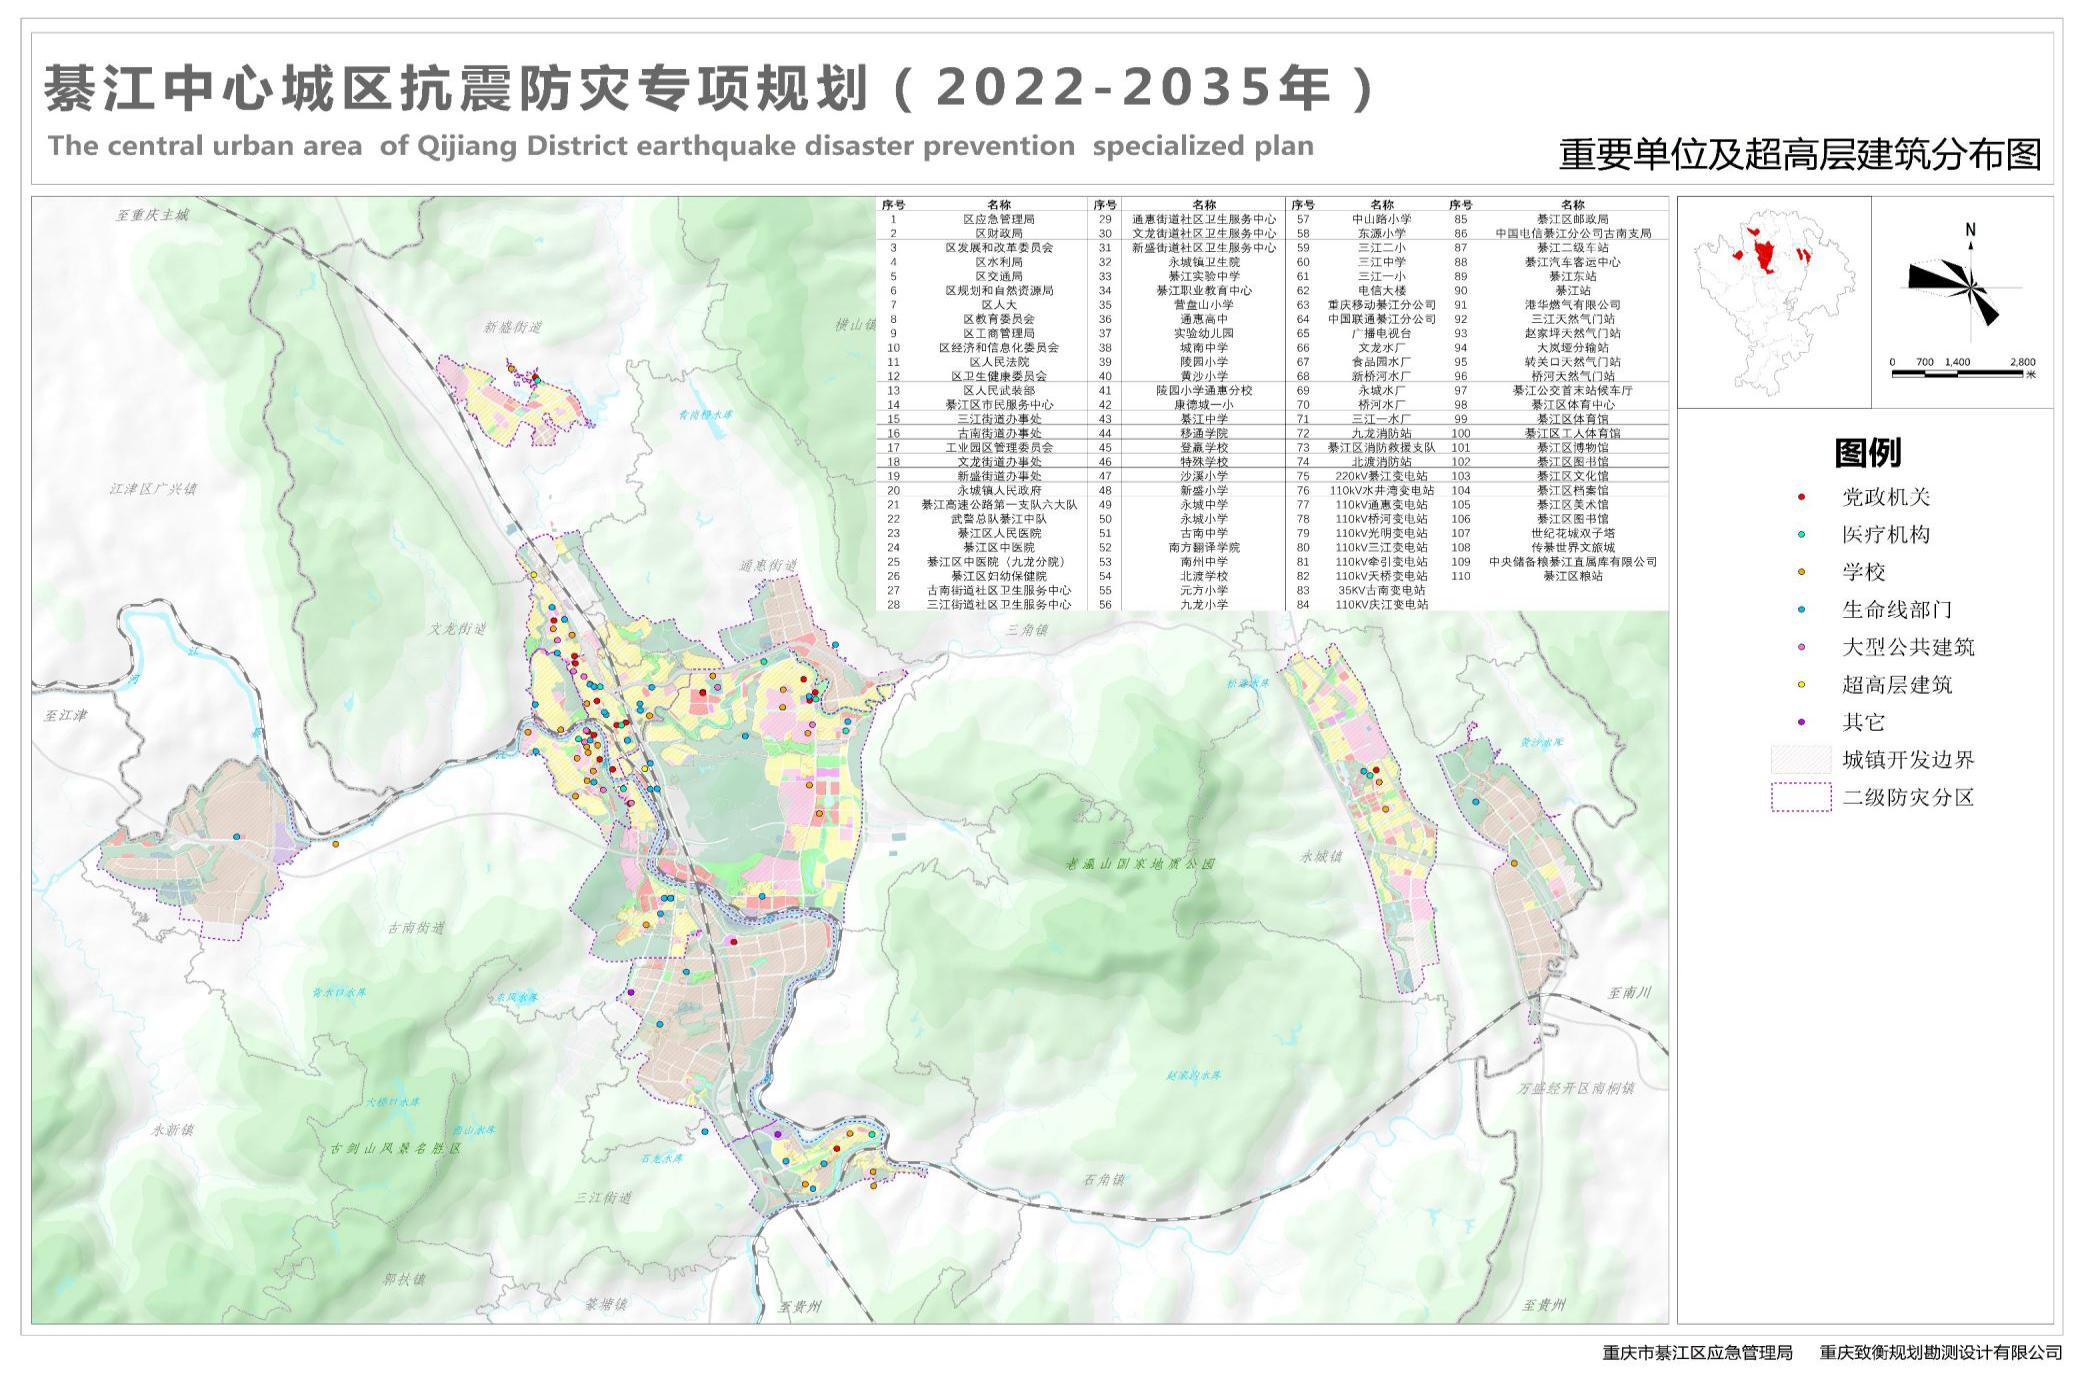 綦江中心城区抗震防灾专项规划（2022-2035年）
The central urban area of Qijiang District earthquake disaster prevention specialized plan
重要单位及超高层建筑分布图
序号 名称 序号 名称 序号 名称 序号 名称
1 区应急管理局 29 通惠街道社区卫生服务中心 57 中山路小学 85 綦江区邮政局
2 区财政局 30 文龙街道社区卫生服务中心 58 东源小学 86 中国电信綦江分公司古南支局
3 区发展和改革委员会 31 新盛街道社区卫生服务中心 59 三江二小 87 綦江二级车站
4 区水利局 32 永城镇卫生院 60 三江中学 88 綦江汽车客运中心
5 区交通局 33 綦江实验中学 61 三江一小 89 綦江东站
6 区规划和自然资源局 34 綦江职业教育中心 62 电信大楼 90 綦江站
7 区人大 35 营盘山小学 63 重庆移动綦江分公司 91 港华燃气有限公司
8 区教育委员会 36 通惠高中 64 中国联通綦江分公司 92 三江天然气门站
9 区工商管理局 37 实验幼儿园 65 广播电视台 93 赵家坪天然气门站
10 区经济和信息化委员会 38 城南中学 66 文龙水厂 94 大岚垭分输站
11 区人民法院 39 陵园小学 67 食品园水厂 95 转关口天然气门站
12 区卫生健康委员会 40 黄沙小学 68 新桥河水厂 96 桥河天然气门站
13 区人民武装部 41 陵园小学通惠分校 69 永城水厂 97 綦江公交首末站候车厅
14 綦江区市民服务中心 42 康德城一小 70 桥河水厂 98 綦江区体育中心
15 三江街道办事处 43 綦江中学 71 三江一水厂 99 綦江区体育馆
16 古南街道办事处 44 移通学院 72 九龙消防站 100 綦江区工人体育馆
17 工业园区管理委员会 45 登瀛学校 73 綦江区消防救援支队 101 綦江区博物馆
18 文龙街道办事处 46 特殊学校 74 北渡消防站 102 綦江区图书馆
19 新盛街道办事处 47 沙溪小学 75 220kV綦江变电站 103 綦江区文化馆
20 永城镇人民政府 48 新盛小学 76 110kV水井湾变电站 104 綦江区档案馆
21 綦江高速公路第一支队六大队 49 永城中学 77 110kV通惠变电站 105 綦江区美术馆
22 武警总队綦江中队 50 永城小学 78 110kV桥河变电站 106 綦江区图书馆
23 綦江区人民医院 51 古南中学 79 110kV光明变电站 107 世纪花城双子塔
24 綦江区中医院 52 南方翻译学院 80 110kV三江变电站 108 传綦世界文旅城
25 綦江区中医院（九龙分院） 53 南州中学 81 110kV牵引变电站 109 中央储备粮綦江直属库有限公司
26 綦江区妇幼保健院 54 北渡学校 82 110kV天桥变电站 110 綦江区粮站
27 古南街道社区卫生服务中心 55 元方小学 83 35KV古南变电站
28 三江街道社区卫生服务中心 56 九龙小学 84 110KV庆江变电站
至重庆主城
新盛街道
横山镇
江津区广兴镇
通惠街道
文龙街道
三角镇
江
河
至江津
永城镇
老瀛山国家地质公园
古南街道
至南川
万盛经开区南桐镇
永新镇
古剑山风景名胜区
三江街道
石角镇
郭扶镇
篆塘镇
至贵州
至贵州
N
0 700 1,400 2,800
米
图例
党政机关
医疗机构
学校
生命线部门
大型公共建筑
超高层建筑
其它
城镇开发边界
二级防灾分区
重庆市綦江区应急管理局 重庆致衡规划勘测设计有限公司